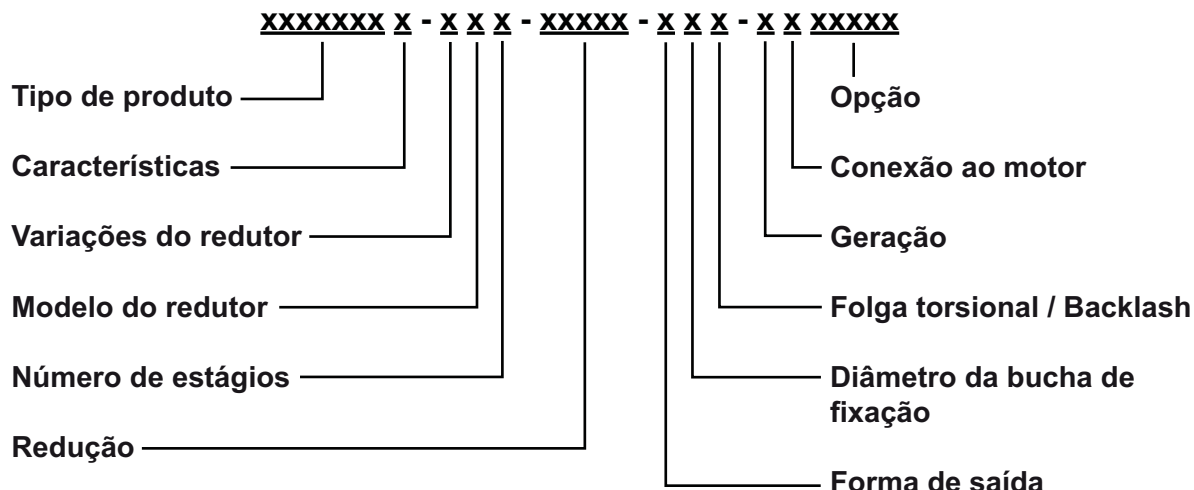 xxxxxxxx x - x x x - xxxxx - x x x - x x xxxxx
Tipo de produto
Opção
Características
Conexão ao motor
Variações do redutor
Geração
Modelo do redutor
Folga torsional / Backlash
Número de estágios
Diâmetro da bucha de
fixação
Redução
Forma de saída